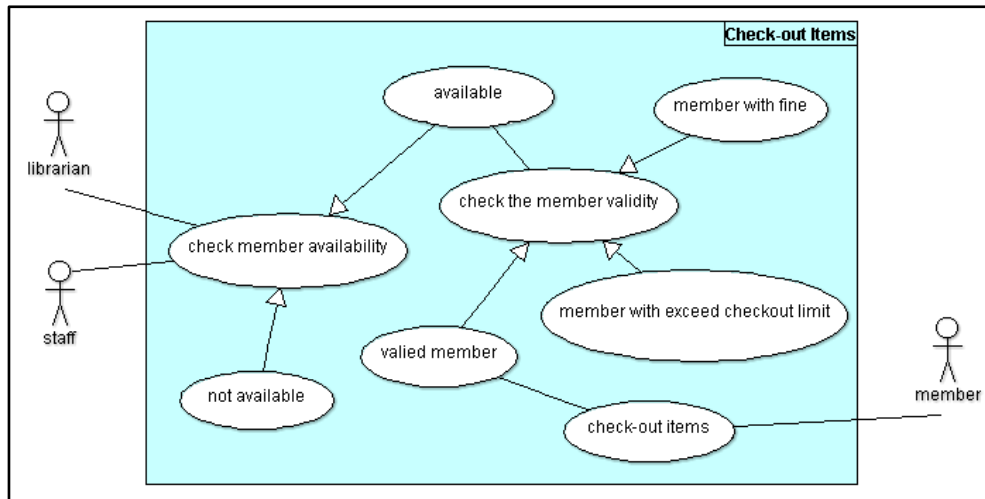 Check-out Items
available
member with fine
librarian
check the member validity
check member availability
staff
member with exceed checkout limit
valied member
not available
member
check-out items